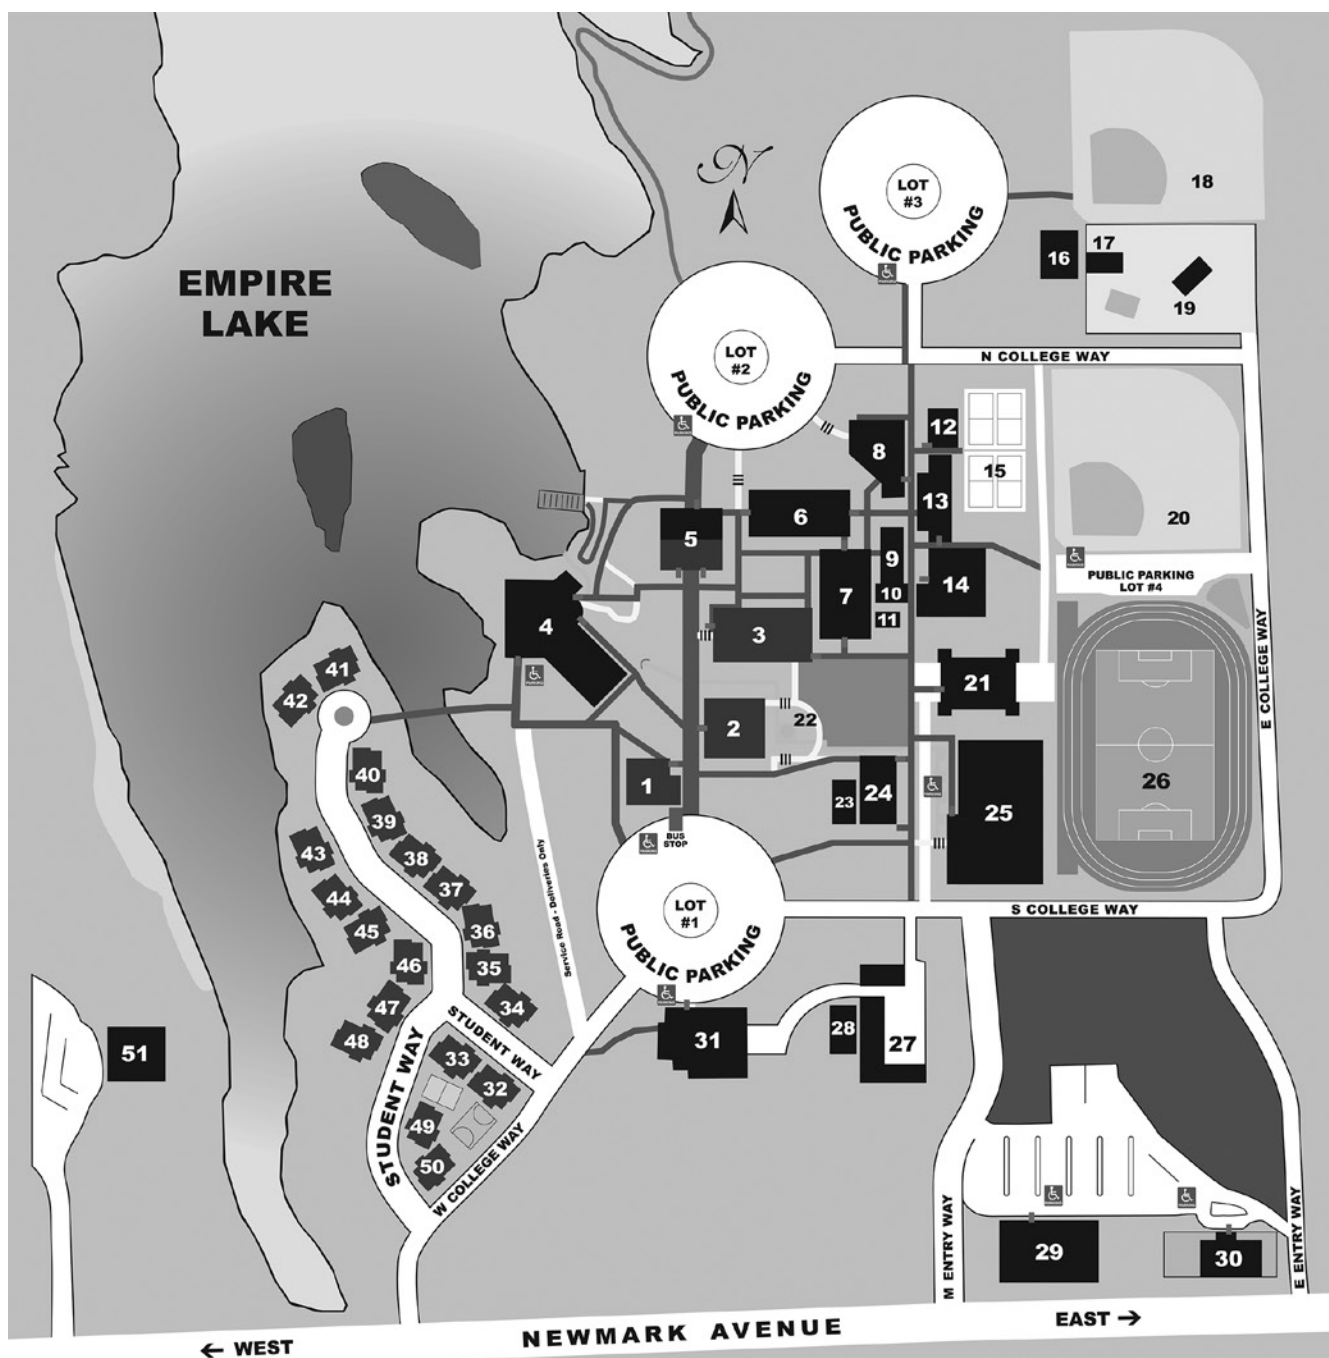 N
LOT
#3
PUBLIC PARKING
18
17
16
19
EMPIRE
LAKE
LOT
#2
PUBLIC PARKING
N COLLEGE WAY
12
8
15
13
6
20
5
9
PUBLIC PARKING
LOT #4
7
10
14
11
4
3
41
21
E COLLEGE WAY
42
22
2
40
1
26
23
24
25
39
BUS
STOP
43
38
Service Road - Deliveries Only
37
44
LOT
#1
PUBLIC PARKING
S COLLEGE WAY
45
36
46
35
47
34
STUDENT WAY
48
31
28
27
51
33
32
STUDENT WAY
49
50
W COLLEGE WAY
M ENTRY WAY
E ENTRY WAY
29
30
← WEST
NEWMARK AVENUE
EAST →